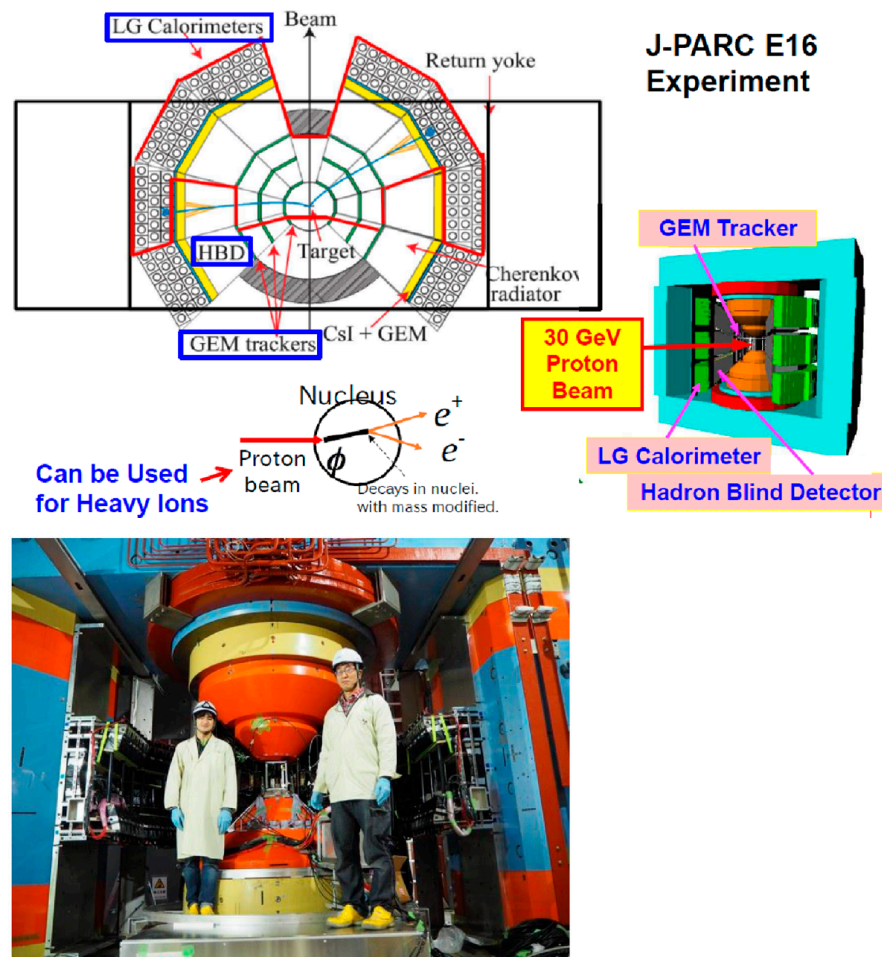 LG Calorimeters
Beam
Return yoke
J-PARC E16
Experiment
HBD
Target
Cherenkov
radiator
GEM trackers
CsI + GEM
GEM Tracker
30 GeV
Proton
Beam
LG Calorimeter
Hadron Blind Detector
Nucleus
e+
e-
ϕ
Proton
beam
Decays in nuclei.
with mass modified.
Can be Used
for Heavy Ions